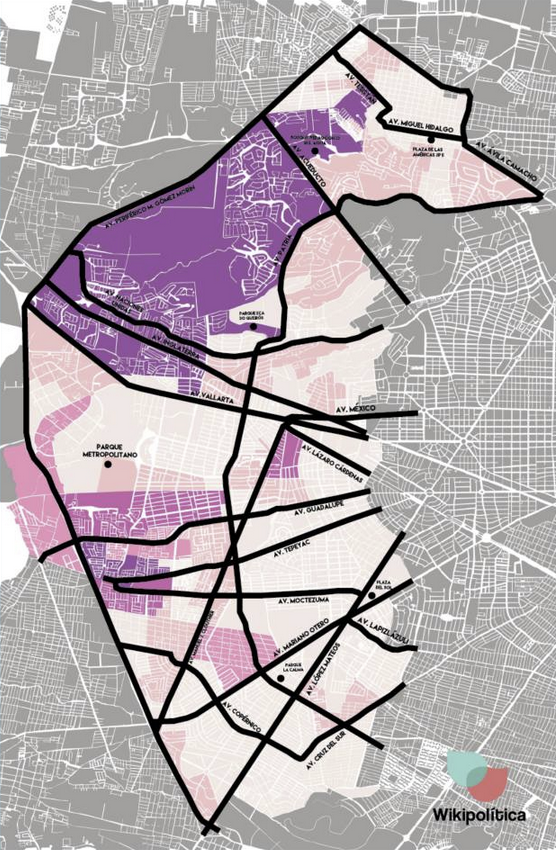 AV. TESISTÁN
AV. MIGUEL HIDALGO
PLAZA DE LAS
AMÉRICAS JPS
AV. ÁVILA CAMACHO
AV. ACUEDUCTO
AV. PERIFÉRICO M. GÓMEZ MORÍN
AV. PATRIA
AV. INGLATERRA
AV. VALLARTA
AV. MÉXICO
PARQUE
METROPOLITANO
AV. LÁZARO CÁRDENAS
AV. GUADALUPE
AV. TEPEYAC
PLAZA
DEL SOL
AV. MOCTEZUMA
AV. LAPIZLÁZULI
AV. MARIANO OTERO
PARQUE
LA CALMA
AV. LÓPEZ MATEOS
AV. COPÉRNICO
AV. CRUZ DEL SUR
Wikipolítica